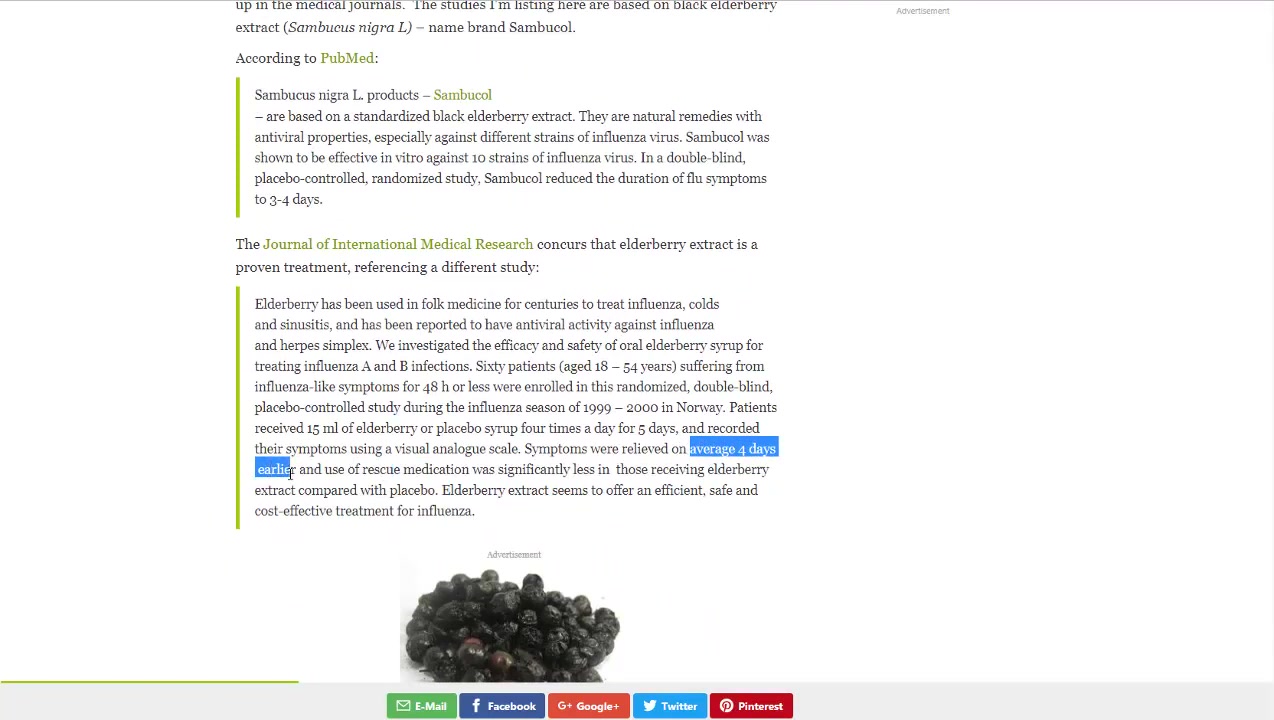 up in the medical journals.  The studies I'm listing here are based on black elderberry
extract (Sambucus nigra L) – name brand Sambucol.
Advertisement
According to PubMed:
Sambucus nigra L. products – Sambucol
– are based on a standardized black elderberry extract. They are natural remedies with
antiviral properties, especially against different strains of influenza virus. Sambucol was
shown to be effective in vitro against 10 strains of influenza virus. In a double-blind,
placebo-controlled, randomized study, Sambucol reduced the duration of flu symptoms
to 3-4 days.
The Journal of International Medical Research concurs that elderberry extract is a
proven treatment, referencing a different study:
Elderberry has been used in folk medicine for centuries to treat influenza, colds
and sinusitis, and has been reported to have antiviral activity against influenza
and herpes simplex. We investigated the efficacy and safety of oral elderberry syrup for
treating influenza A and B infections. Sixty patients (aged 18 – 54 years) suffering from
influenza-like symptoms for 48 h or less were enrolled in this randomized, double-blind,
placebo-controlled study during the influenza season of 1999 – 2000 in Norway. Patients
received 15 ml of elderberry or placebo syrup four times a day for 5 days, and recorded
their symptoms using a visual analogue scale. Symptoms were relieved on average 4 days
earlier and use of rescue medication was significantly less in  those receiving elderberry
extract compared with placebo. Elderberry extract seems to offer an efficient, safe and
cost-effective treatment for influenza.
Advertisement
E-Mail
Facebook
G+ Google+
Twitter
Pinterest